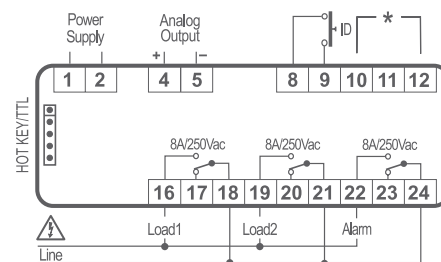 Power Supply
Analog Output
+ −
ID
*
1 2 4 5 8 9 10 11 12
HOT KEY/TTL
8A/250Vac 8A/250Vac 8A/250Vac
16 17 18 19 20 21 22 23 24
Load1 Load2 Alarm
Line